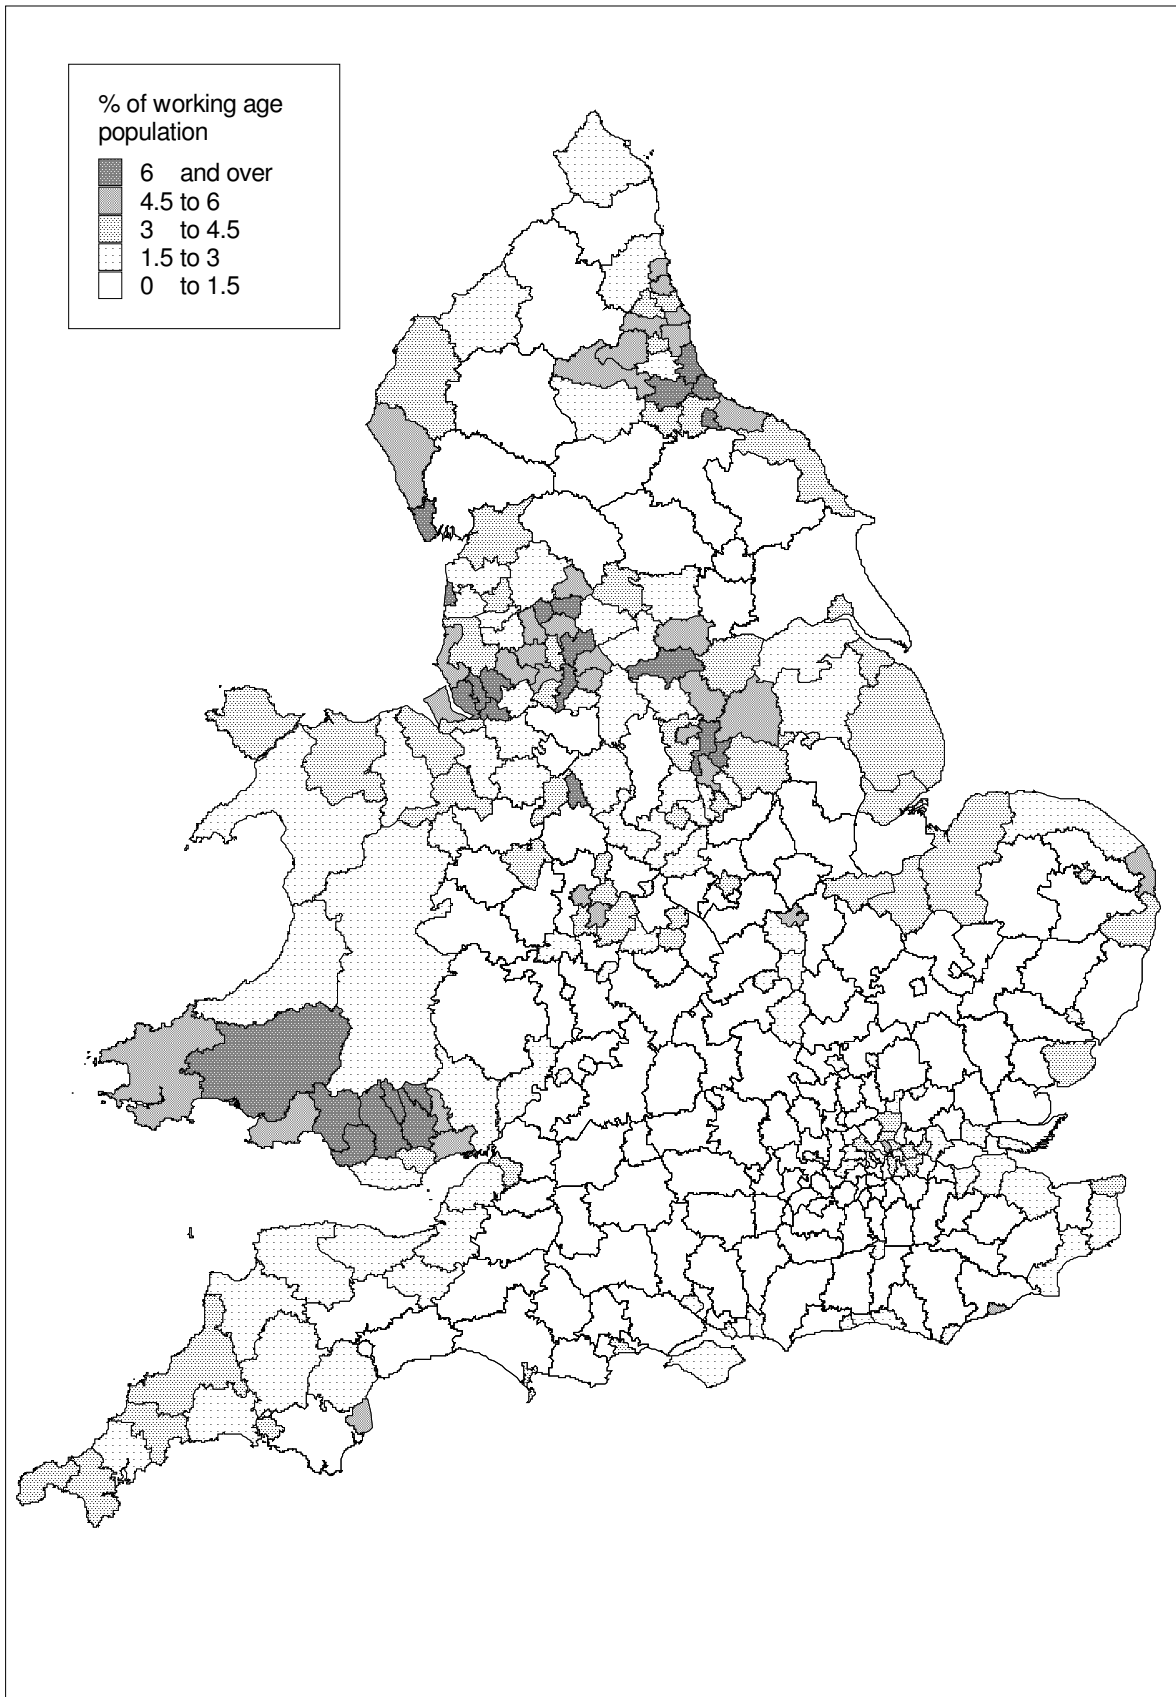 % of working age
population
6 and over
4.5 to 6
3 to 4.5
1.5 to 3
0 to 1.5